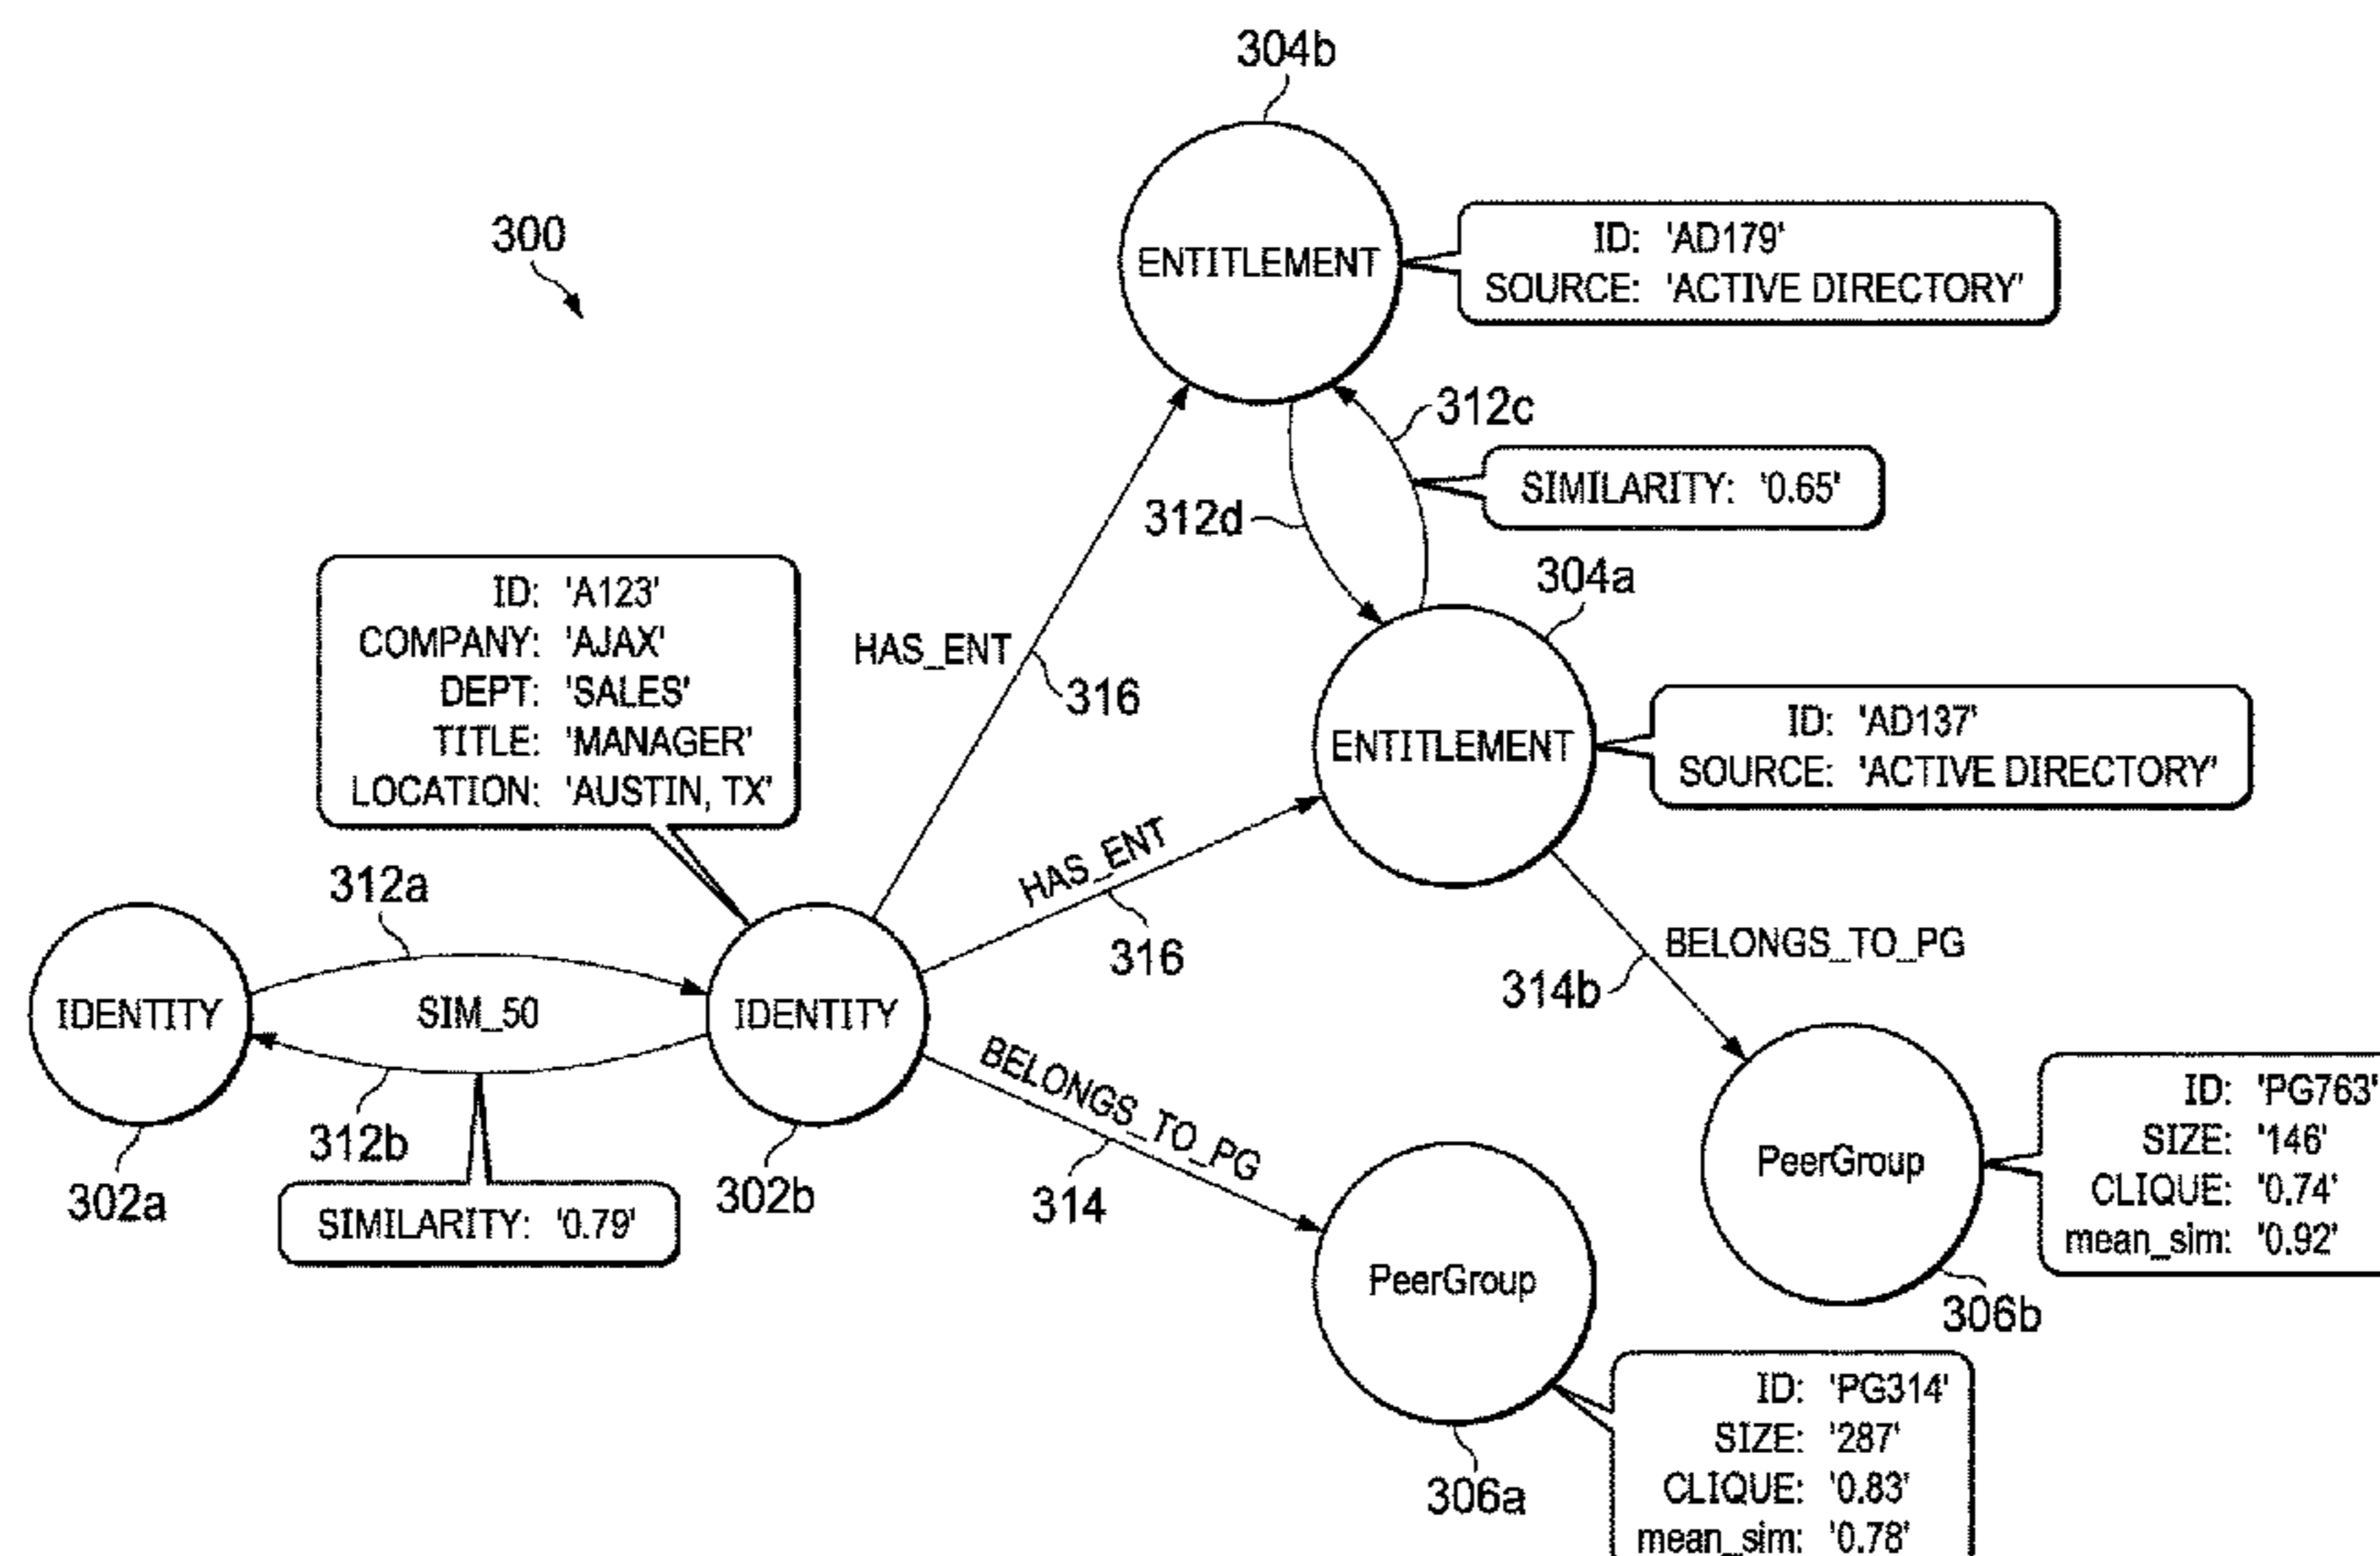 304b
300
ENTITLEMENT
ID: 'AD179'
SOURCE: 'ACTIVE DIRECTORY'
312c
SIMILARITY: '0.65'
312d
304a
ID: 'A123'
COMPANY: 'AJAX'
DEPT: 'SALES'
TITLE: 'MANAGER'
LOCATION: 'AUSTIN, TX'
HAS_ENT
316
ENTITLEMENT
ID: 'AD137'
SOURCE: 'ACTIVE DIRECTORY'
HAS_ENT
316
312a
IDENTITY
SIM_50
IDENTITY
312b
302a
SIMILARITY: '0.79'
302b
BELONGS_TO_PG
314
BELONGS_TO_PG
314b
PeerGroup
ID: 'PG763'
SIZE: '146'
CLIQUE: '0.74'
mean_sim: '0.92'
306b
PeerGroup
306a
ID: 'PG314'
SIZE: '287'
CLIQUE: '0.83'
mean_sim: '0.78'